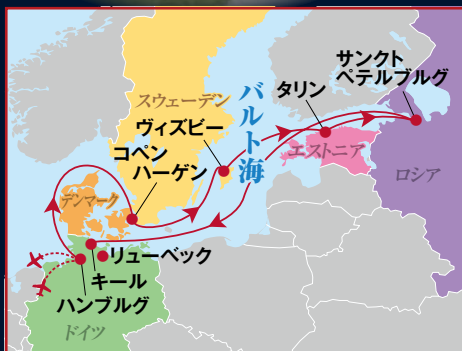 サンクト
ペテルブルグ
タリン
スウェーデン
バルト海
ヴィズビー
コペン
ハーゲン
エストニア
ロシア
デンマーク
リューベック
キール
ハンブルグ
ドイツ